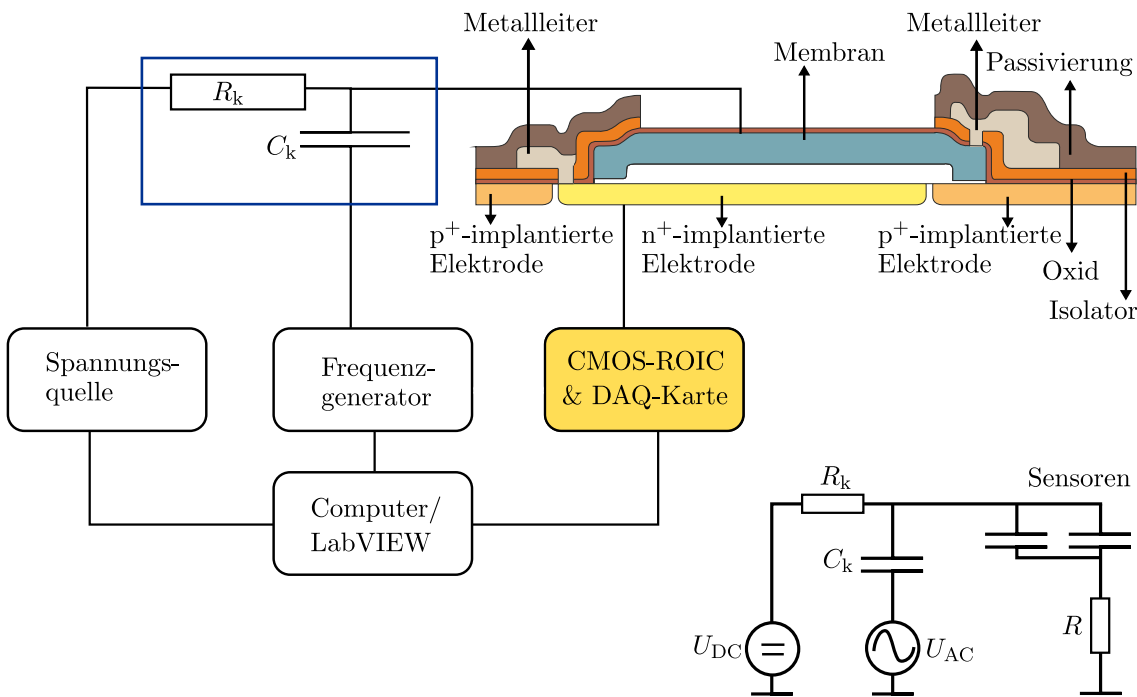 Metallleiter
Metallleiter
Membran
Passivierung
R_k
C_k
p⁺-implantierte
Elektrode
n⁺-implantierte
Elektrode
p⁺-implantierte
Elektrode
Oxid
Isolator
Spannungs-
quelle
Frequenz-
generator
CMOS-ROIC
& DAQ-Karte
Computer/
LabVIEW
R_k
Sensoren
C_k
R
U_DC
U_AC